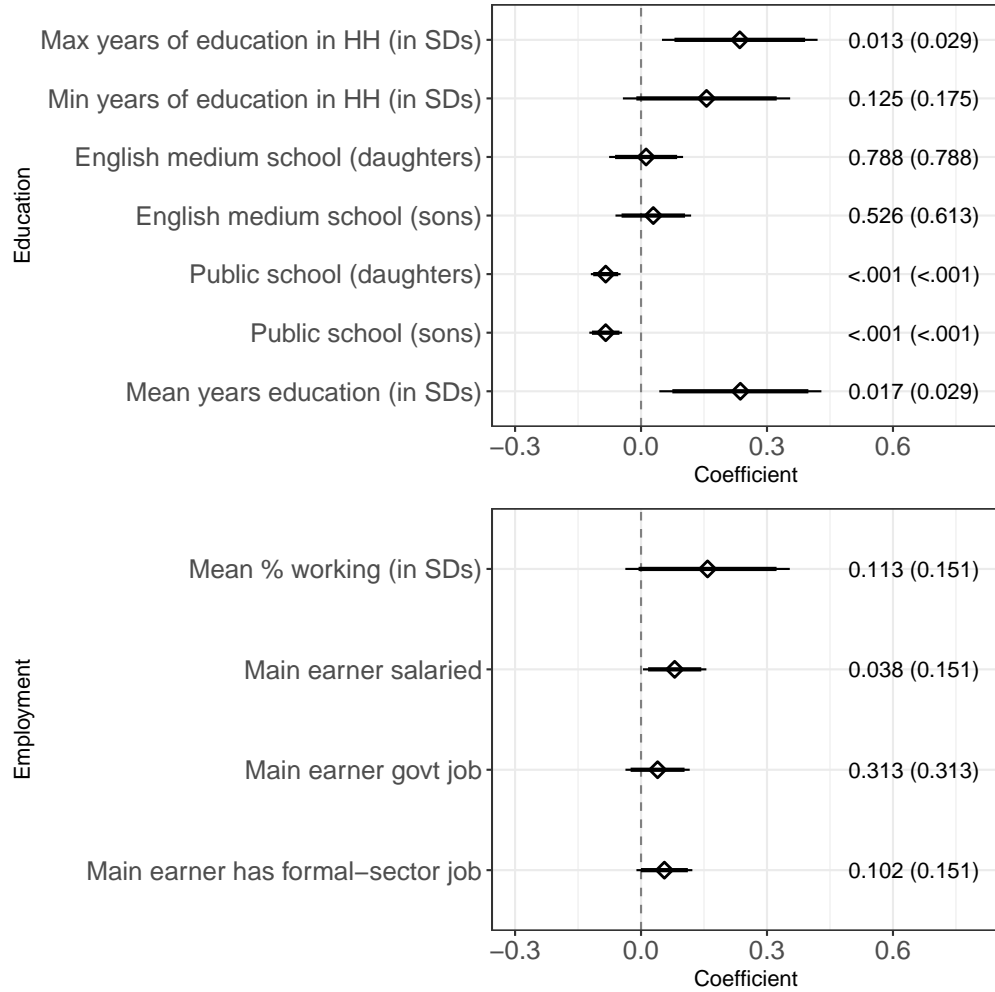 Education
Max years of education in HH (in SDs) 0.013 (0.029)
Min years of education in HH (in SDs) 0.125 (0.175)
English medium school (daughters) 0.788 (0.788)
English medium school (sons) 0.526 (0.613)
Public school (daughters) <.001 (<.001)
Public school (sons) <.001 (<.001)
Mean years education (in SDs) 0.017 (0.029)
−0.3 0.0 0.3 0.6
Coefficient
Employment
Mean % working (in SDs) 0.113 (0.151)
Main earner salaried 0.038 (0.151)
Main earner govt job 0.313 (0.313)
Main earner has formal−sector job 0.102 (0.151)
−0.3 0.0 0.3 0.6
Coefficient